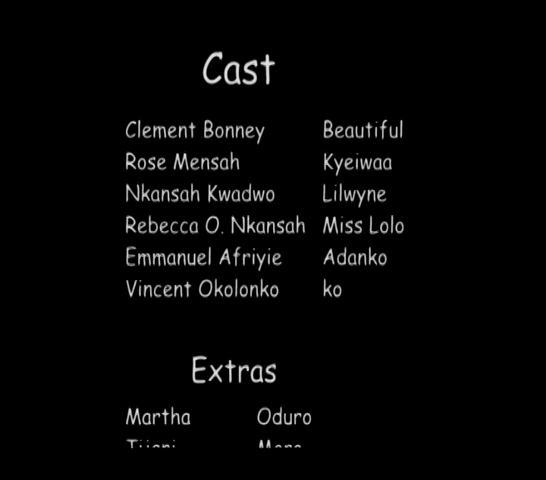 Cast
Clement Bonney Beautiful
Rose Mensah Kyeiwaa
Nkansah Kwadwo Lilwyne
Rebecca O. Nkansah Miss Lolo
Emmanuel Afriyie Adanko
Vincent Okolonko ko
Extras
Martha Oduro